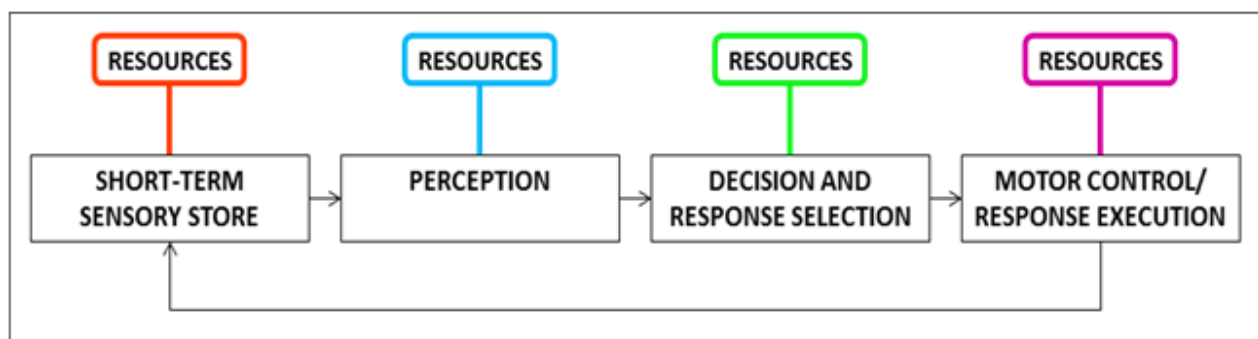 RESOURCES
RESOURCES
RESOURCES
RESOURCES
SHORT-TERM
SENSORY STORE
PERCEPTION
DECISION AND
RESPONSE SELECTION
MOTOR CONTROL/
RESPONSE EXECUTION